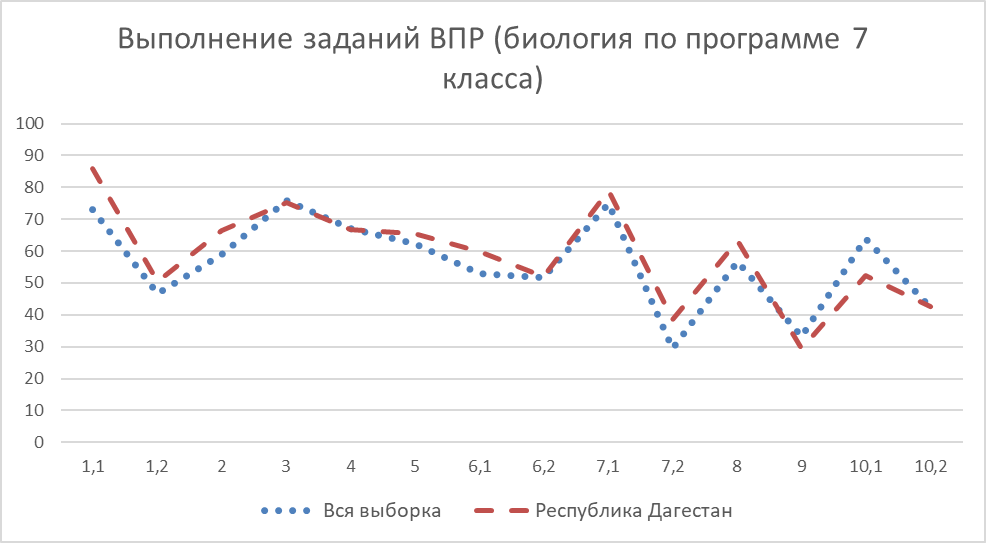 Выполнение заданий ВПР (биология по программе 7
класса)
100
90
80
70
60
50
40
30
20
10
0
1,1 1,2 2 3 4 5 6,1 6,2 7,1 7,2 8 9 10,1 10,2
Вся выборка Республика Дагестан